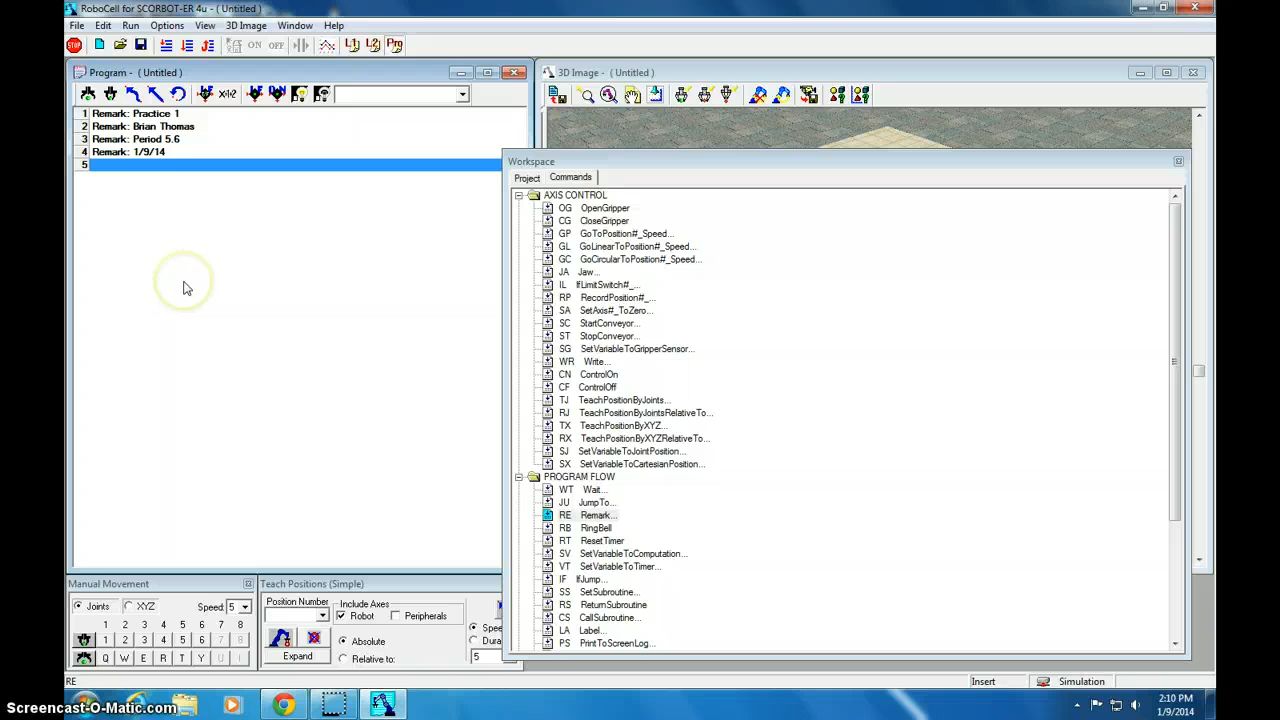 RoboCell for SCORBOT-ER 4u - ( Untitled )
File Edit Run Options View 3D Image Window Help
ON OFF Prg
Program - ( Untitled )
3D Image - ( Untitled )
1 Remark: Practice 1
2 Remark: Brian Thomas
3 Remark: Period 5.6
4 Remark: 1/9/14
5
Workspace
Project Commands
AXIS CONTROL
OG OpenGripper
CG CloseGripper
GP GoToPosition#_Speed...
GL GoLinearToPosition#_Speed...
GC GoCircularToPosition#_Speed...
JA Jaw...
IL IfLimitSwitch#_...
RP RecordPosition#_...
SA SetAxis#_ToZero...
SC StartConveyor...
ST StopConveyor...
SG SetVariableToGripperSensor...
WR Write...
CN ControlOn
CF ControlOff
TJ TeachPositionByJoints...
RJ TeachPositionByJointsRelativeTo...
TX TeachPositionByXYZ...
RX TeachPositionByXYZRelativeTo...
SJ SetVariableToJointPosition...
SX SetVariableToCartesianPosition...
PROGRAM FLOW
WT Wait...
JU JumpTo...
RE Remark...
RB RingBell
RT ResetTimer
SV SetVariableToComputation...
VT SetVariableToTimer...
IF IfJump...
SS SetSubroutine...
RS ReturnSubroutine
CS CallSubroutine...
LA Label...
PS PrintToScreenLog...
Manual Movement
Joints XYZ Speed: 5
1 2 3 4 5 6 7 8
1 2 3 4 5 6 7 8
Q W E R T Y U I
Teach Positions (Simple)
Position Number Include Axes
Robot Peripherals
Absolute
Expand Relative to:
Spee
Dura
5
RE Insert Simulation
2:10 PM
1/9/2014
Screencast-O-Matic.com